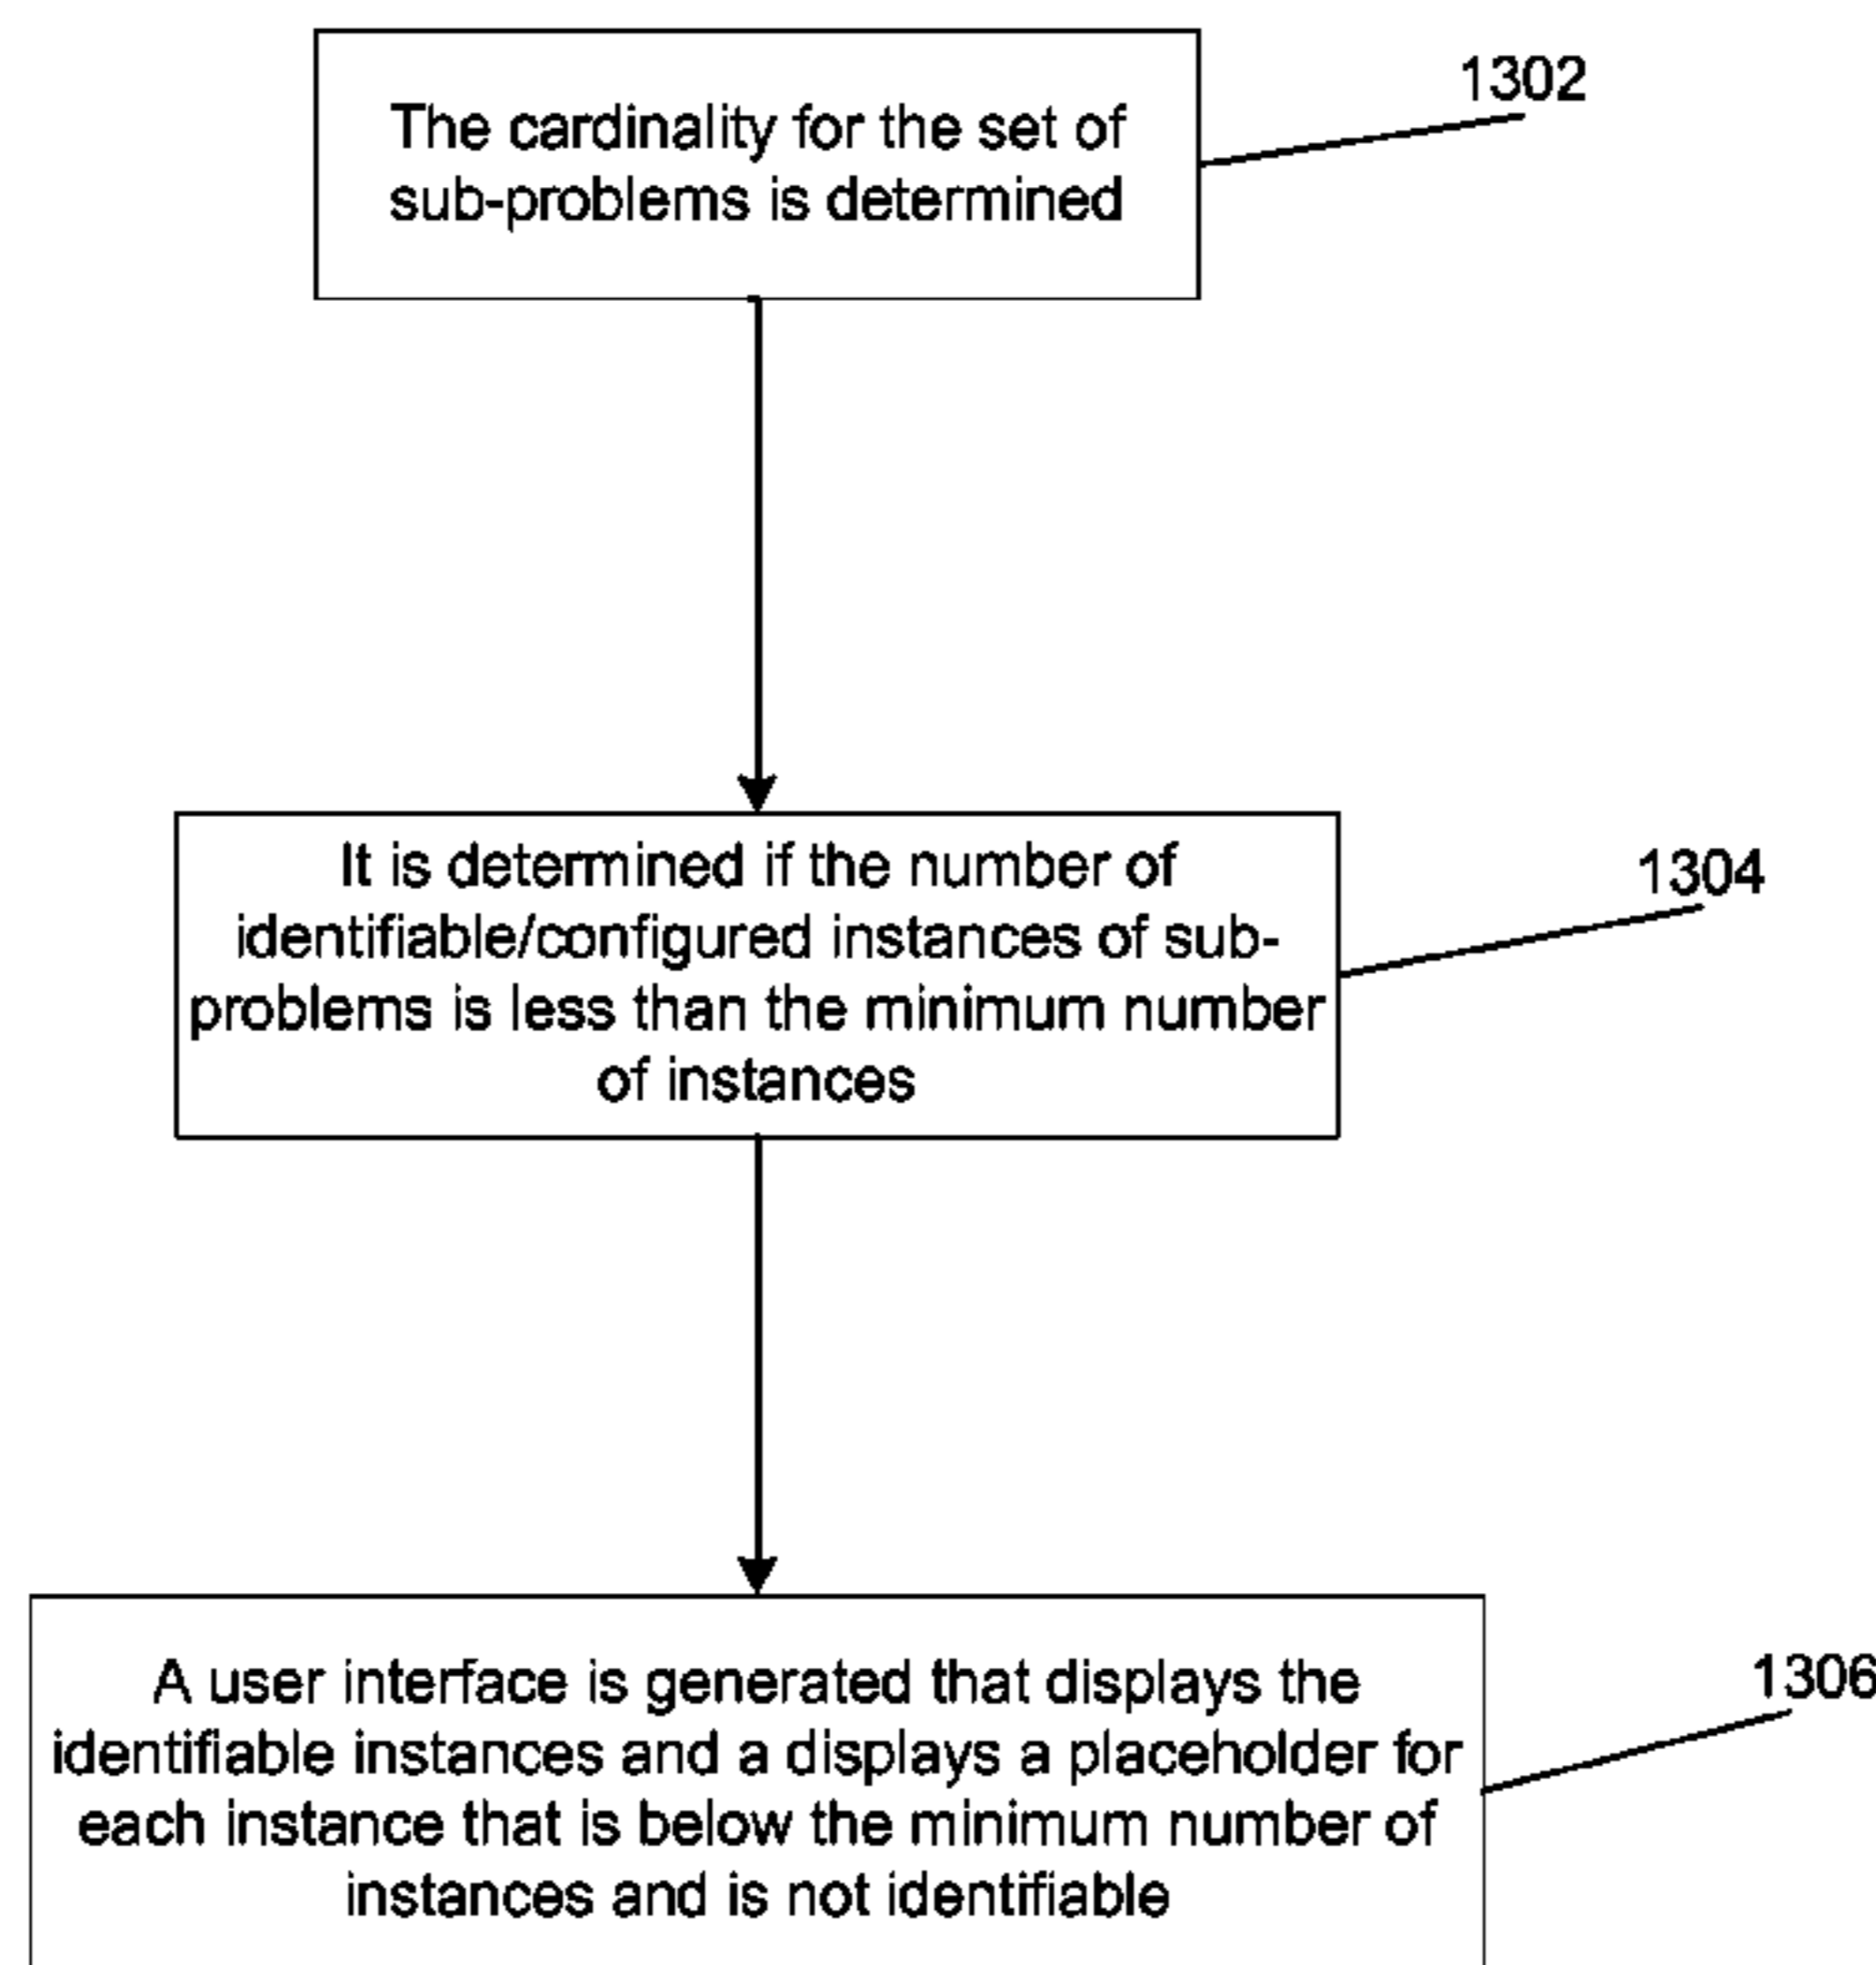 The cardinality for the set of
sub-problems is determined
1302
It is determined if the number of
identifiable/configured instances of sub-
problems is less than the minimum number
of instances
1304
A user interface is generated that displays the
identifiable instances and a displays a placeholder for
each instance that is below the minimum number of
instances and is not identifiable
1306